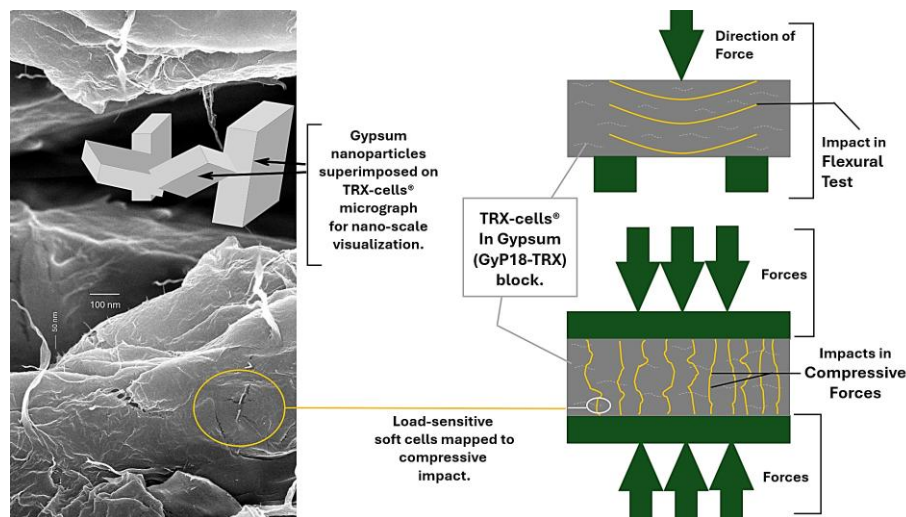 Gypsum
nanoparticles
superimposed on
TRX-cells®
micrograph
for nano-scale
visualization.
100 nm
50 nm
Direction of
Force
Impact in
Flexural
Test
TRX-cells®
In Gypsum
(GyP18-TRX)
block.
Forces
Impacts in
Compressive
Forces
Load-sensitive
soft cells mapped to
compressive
impact.
Forces